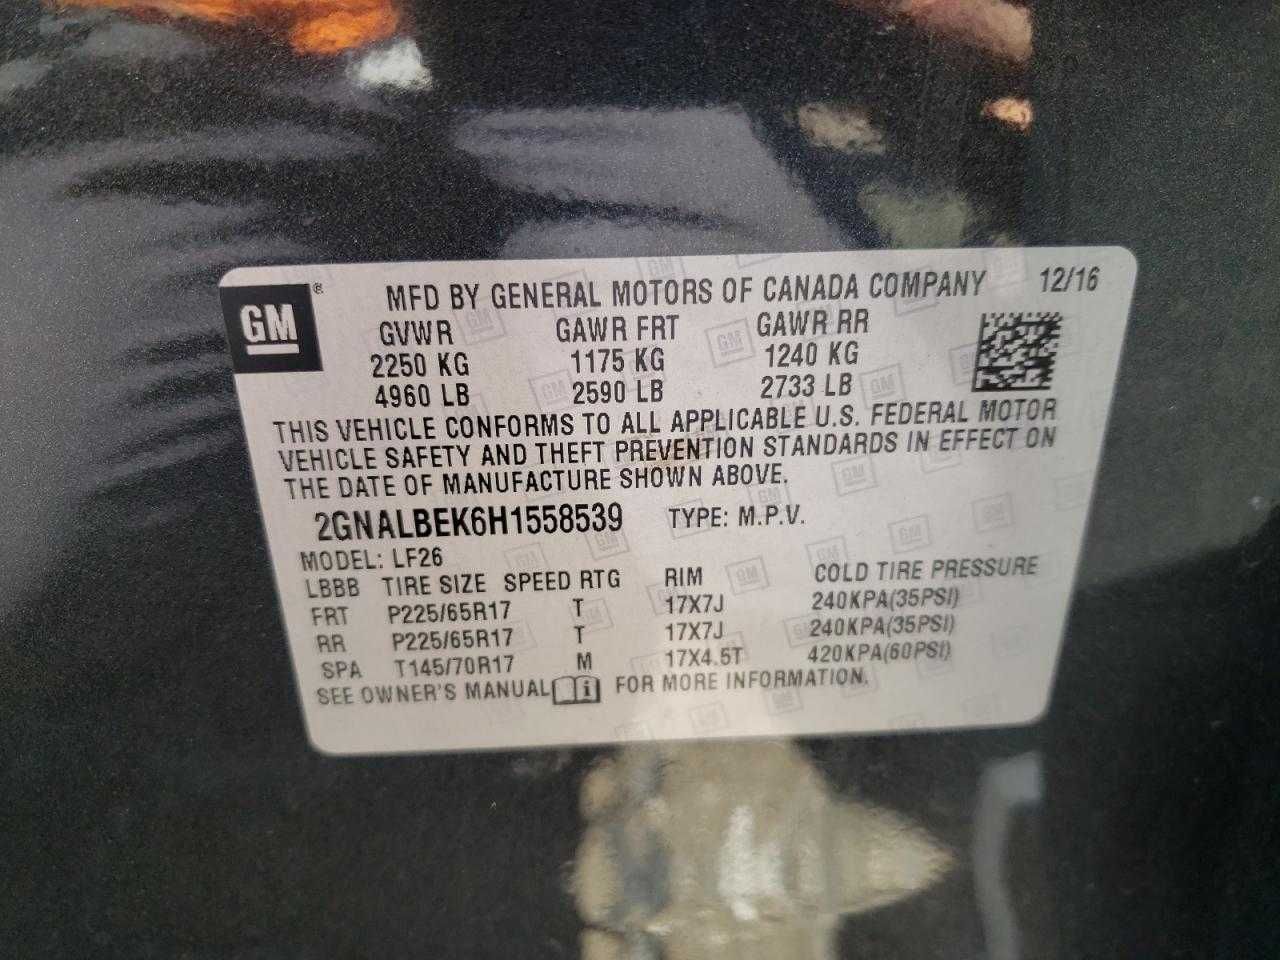 GM ®
MFD BY GENERAL MOTORS OF CANADA COMPANY 12/16
GVWR GAWR FRT GAWR RR
2250 KG 1175 KG 1240 KG
4960 LB 2590 LB 2733 LB
THIS VEHICLE CONFORMS TO ALL APPLICABLE U.S. FEDERAL MOTOR
VEHICLE SAFETY AND THEFT PREVENTION STANDARDS IN EFFECT ON
THE DATE OF MANUFACTURE SHOWN ABOVE.
2GNALBEK6H1558539 TYPE: M.P.V.
MODEL: LF26
LBBB TIRE SIZE SPEED RTG RIM COLD TIRE PRESSURE
FRT P225/65R17 T 17X7J 240KPA(35PSI)
RR P225/65R17 T 17X7J 240KPA(35PSI)
SPA T145/70R17 M 17X4.5T 420KPA(60PSI)
SEE OWNER'S MANUAL i FOR MORE INFORMATION.